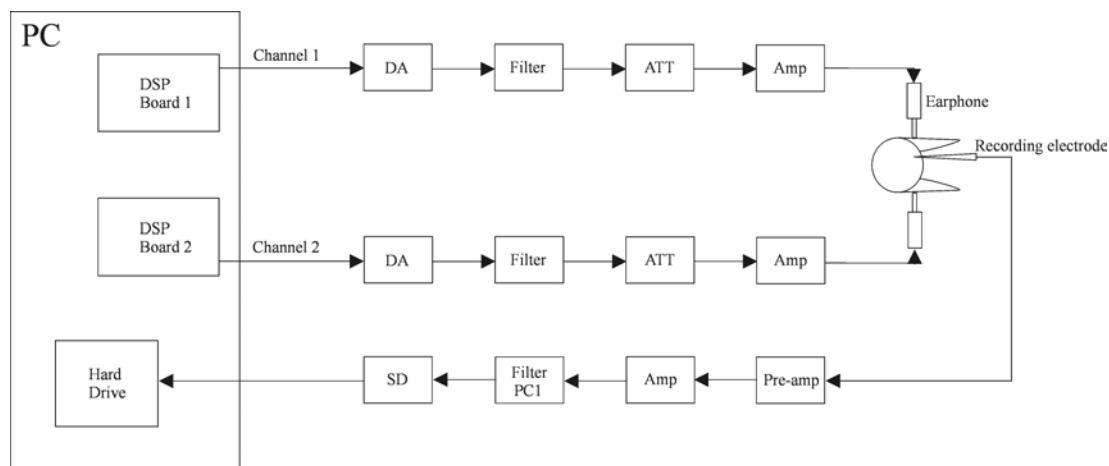 PC
DSP
Board 1
Channel 1
DA
Filter
ATT
Amp
Earphone
Recording electrode
DSP
Board 2
Channel 2
DA
Filter
ATT
Amp
Hard
Drive
SD
Filter
PC1
Amp
Pre-amp